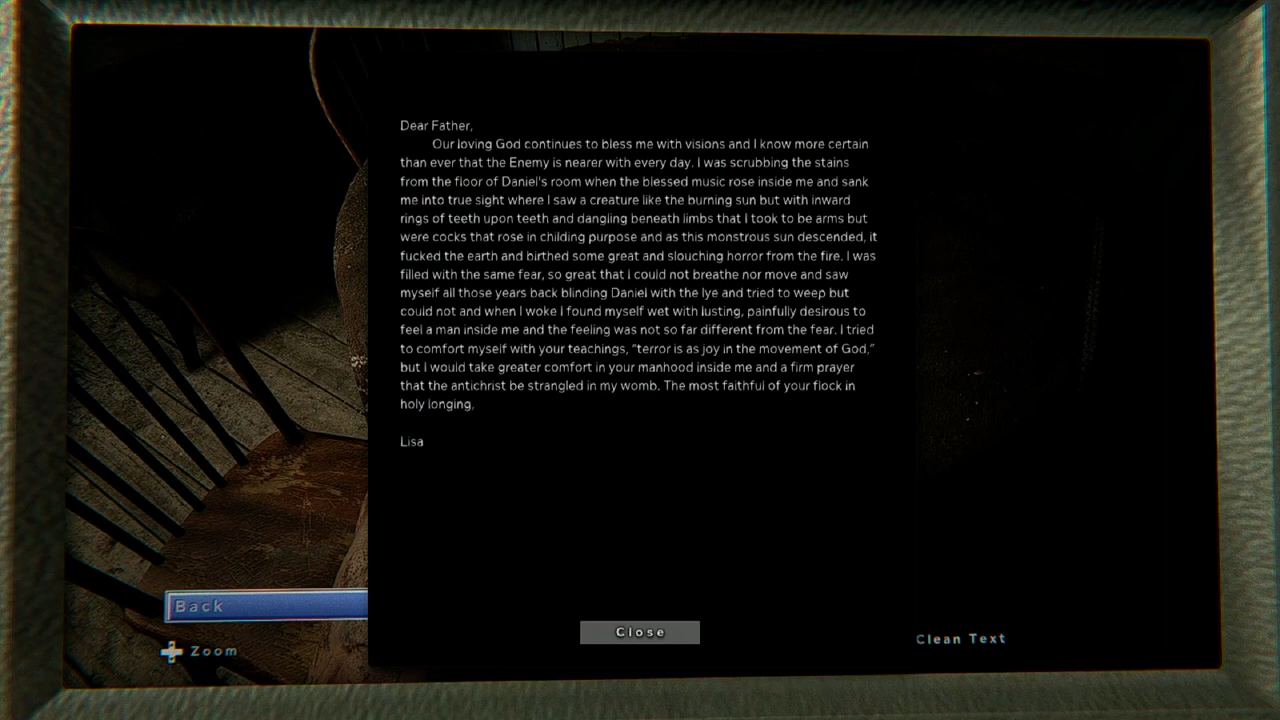 Dear Father,
Our loving God continues to bless me with visions and I know more certain
than ever that the Enemy is nearer with every day. I was scrubbing the stains
from the floor of Daniel's room when the blessed music rose inside me and sank
me into true sight where I saw a creature like the burning sun but with inward
rings of teeth upon teeth and dangling beneath limbs that I took to be arms but
were cocks that rose in childing purpose and as this monstrous sun descended, it
fucked the earth and birthed some great and slouching horror from the fire. I was
filled with the same fear, so great that I could not breathe nor move and saw
myself all those years back blinding Daniel with the lye and tried to weep but
could not and when I woke I found myself wet with lusting, painfully desirous to
feel a man inside me and the feeling was not so far different from the fear. I tried
to comfort myself with your teachings, "terror is as joy in the movement of God,"
but I would take greater comfort in your manhood inside me and a firm prayer
that the antichrist be strangled in my womb. The most faithful of your flock in
holy longing,
Lisa
Back
Close
Clean Text
Zoom